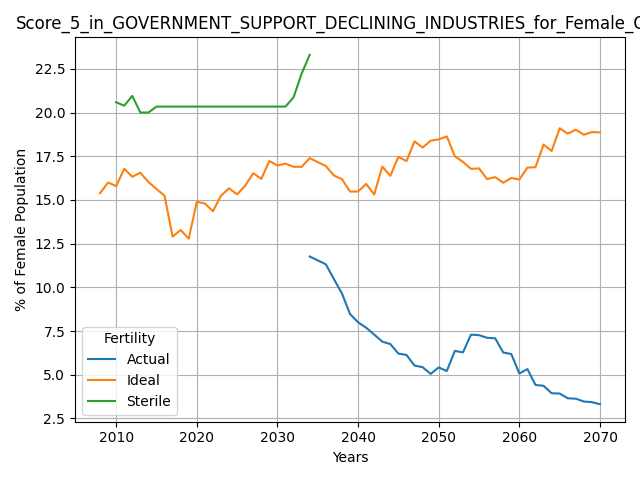 Score_5_in_GOVERNMENT_SUPPORT_DECLINING_INDUSTRIES_for_Female_
22.5
20.0
17.5
15.0
12.5
10.0
7.5
5.0
2.5
% of Female Population
Fertility
Actual
Ideal
Sterile
2010 2020 2030 2040 2050 2060 2070
Years